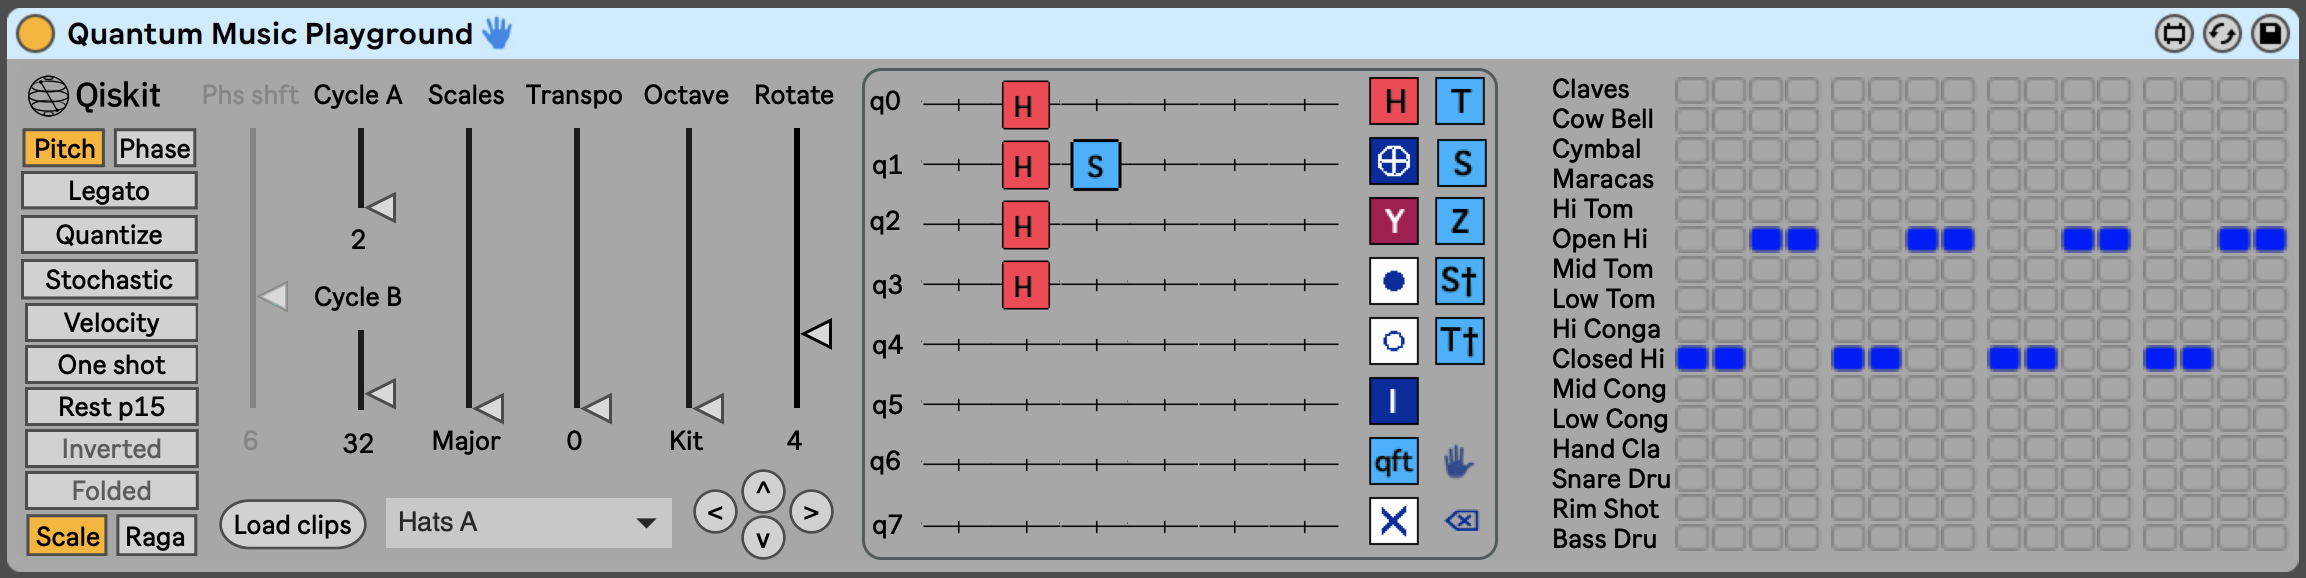 Quantum Music Playground
Qiskit
Phs shft Cycle A Scales Transpo Octave Rotate
Pitch Phase
Legato
Quantize
Stochastic
Velocity
One shot
Rest p15
Inverted
Folded
Scale Raga
2
Cycle B
6 32 Major 0 Kit 4
Load clips Hats A < ^ v >
q0 H
q1 H S
q2 H
q3 H
q4
q5
q6
q7
H T
S
Y Z
S†
T†
I
qft
Claves
Cow Bell
Cymbal
Maracas
Hi Tom
Open Hi
Mid Tom
Low Tom
Hi Conga
Closed Hi
Mid Cong
Low Cong
Hand Cla
Snare Dru
Rim Shot
Bass Dru